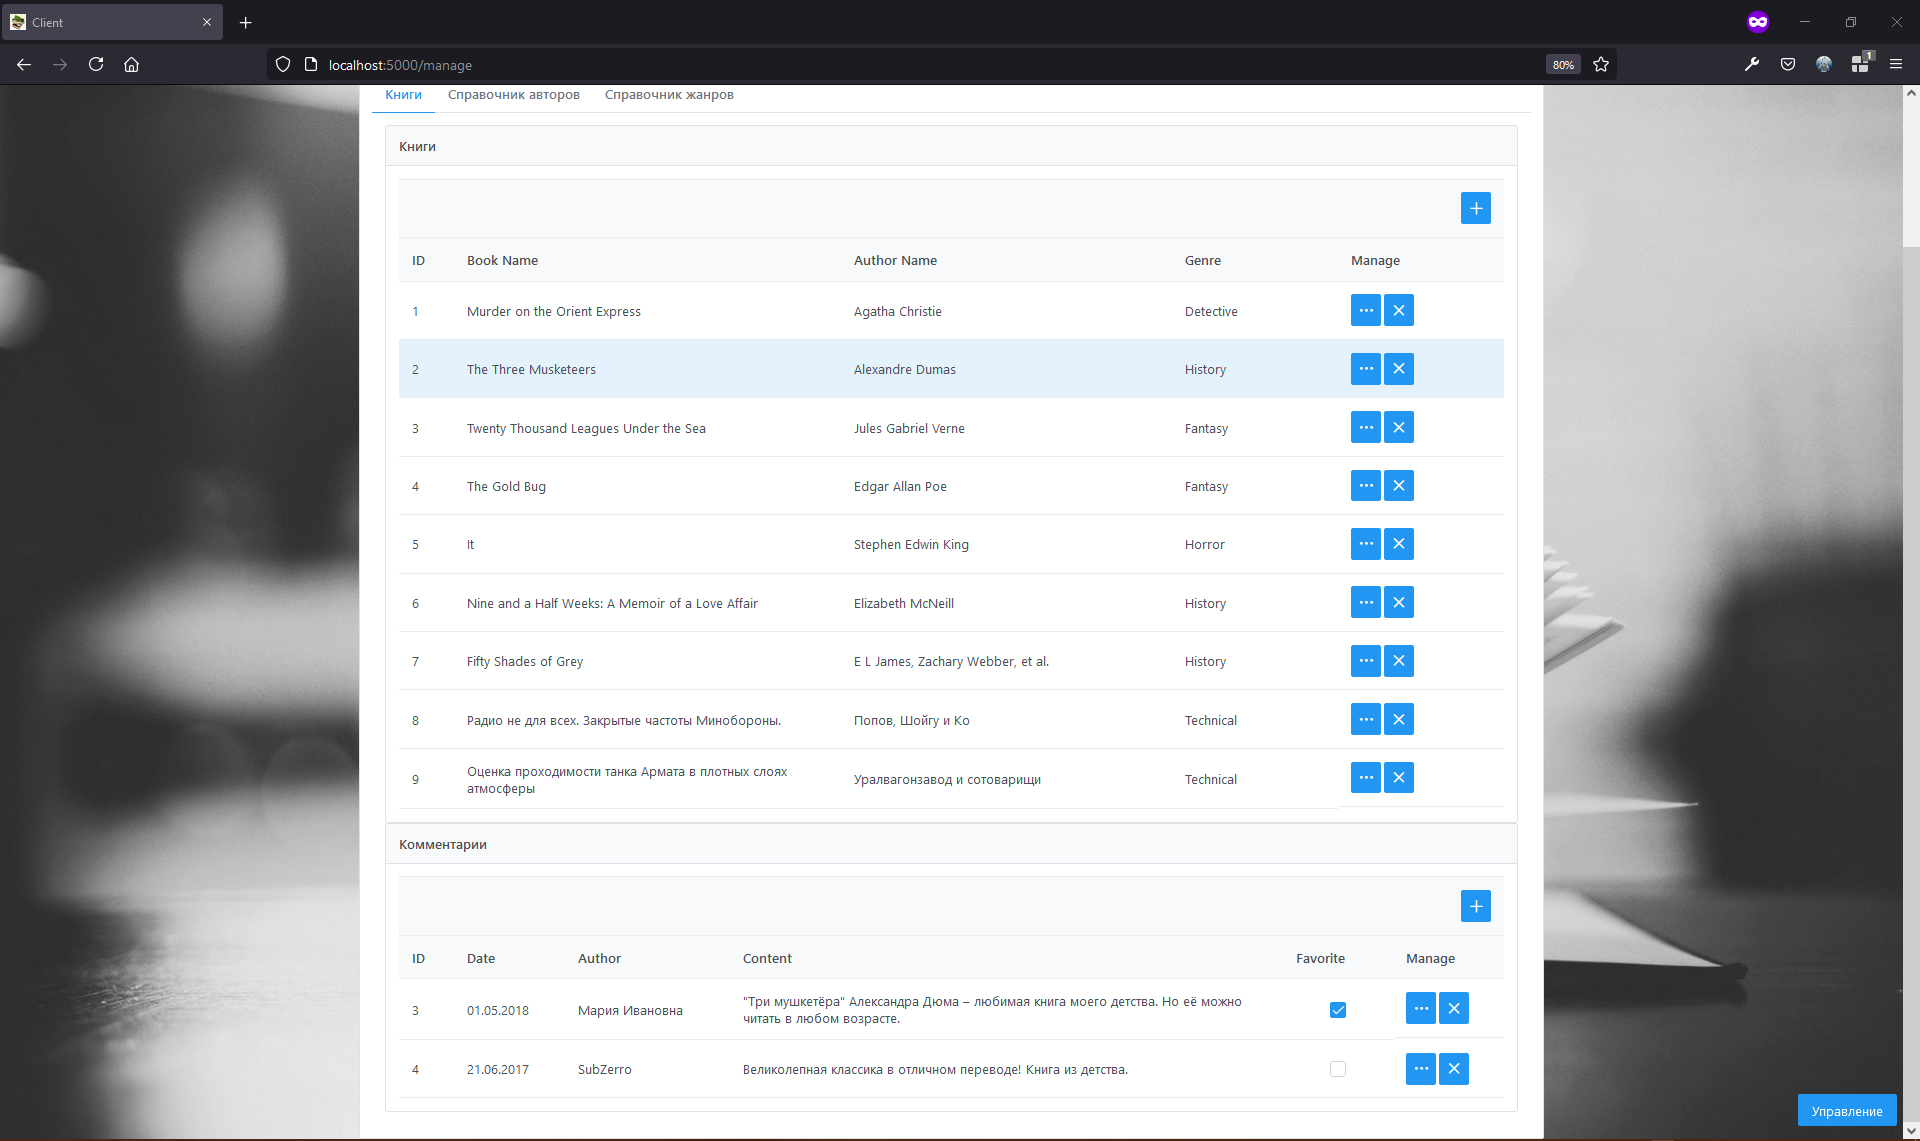 Client
localhost:5000/manage
80%
1
Книги Справочник авторов Справочник жанров
Книги
ID Book Name Author Name Genre Manage
1 Murder on the Orient Express Agatha Christie Detective
2 The Three Musketeers Alexandre Dumas History
3 Twenty Thousand Leagues Under the Sea Jules Gabriel Verne Fantasy
4 The Gold Bug Edgar Allan Poe Fantasy
5 It Stephen Edwin King Horror
6 Nine and a Half Weeks: A Memoir of a Love Affair Elizabeth McNeill History
7 Fifty Shades of Grey E L James, Zachary Webber, et al. History
8 Радио не для всех. Закрытые частоты Минобороны. Попов, Шойгу и Ко Technical
9 Оценка проходимости танка Армата в плотных слоях
атмосферы Уралвагонзавод и сотоварищи Technical
Комментарии
ID Date Author Content Favorite Manage
3 01.05.2018 Мария Ивановна "Три мушкетёра" Александра Дюма – любимая книга моего детства. Но её можно
читать в любом возрасте.
4 21.06.2017 SubZerro Великолепная классика в отличном переводе! Книга из детства.
Управление